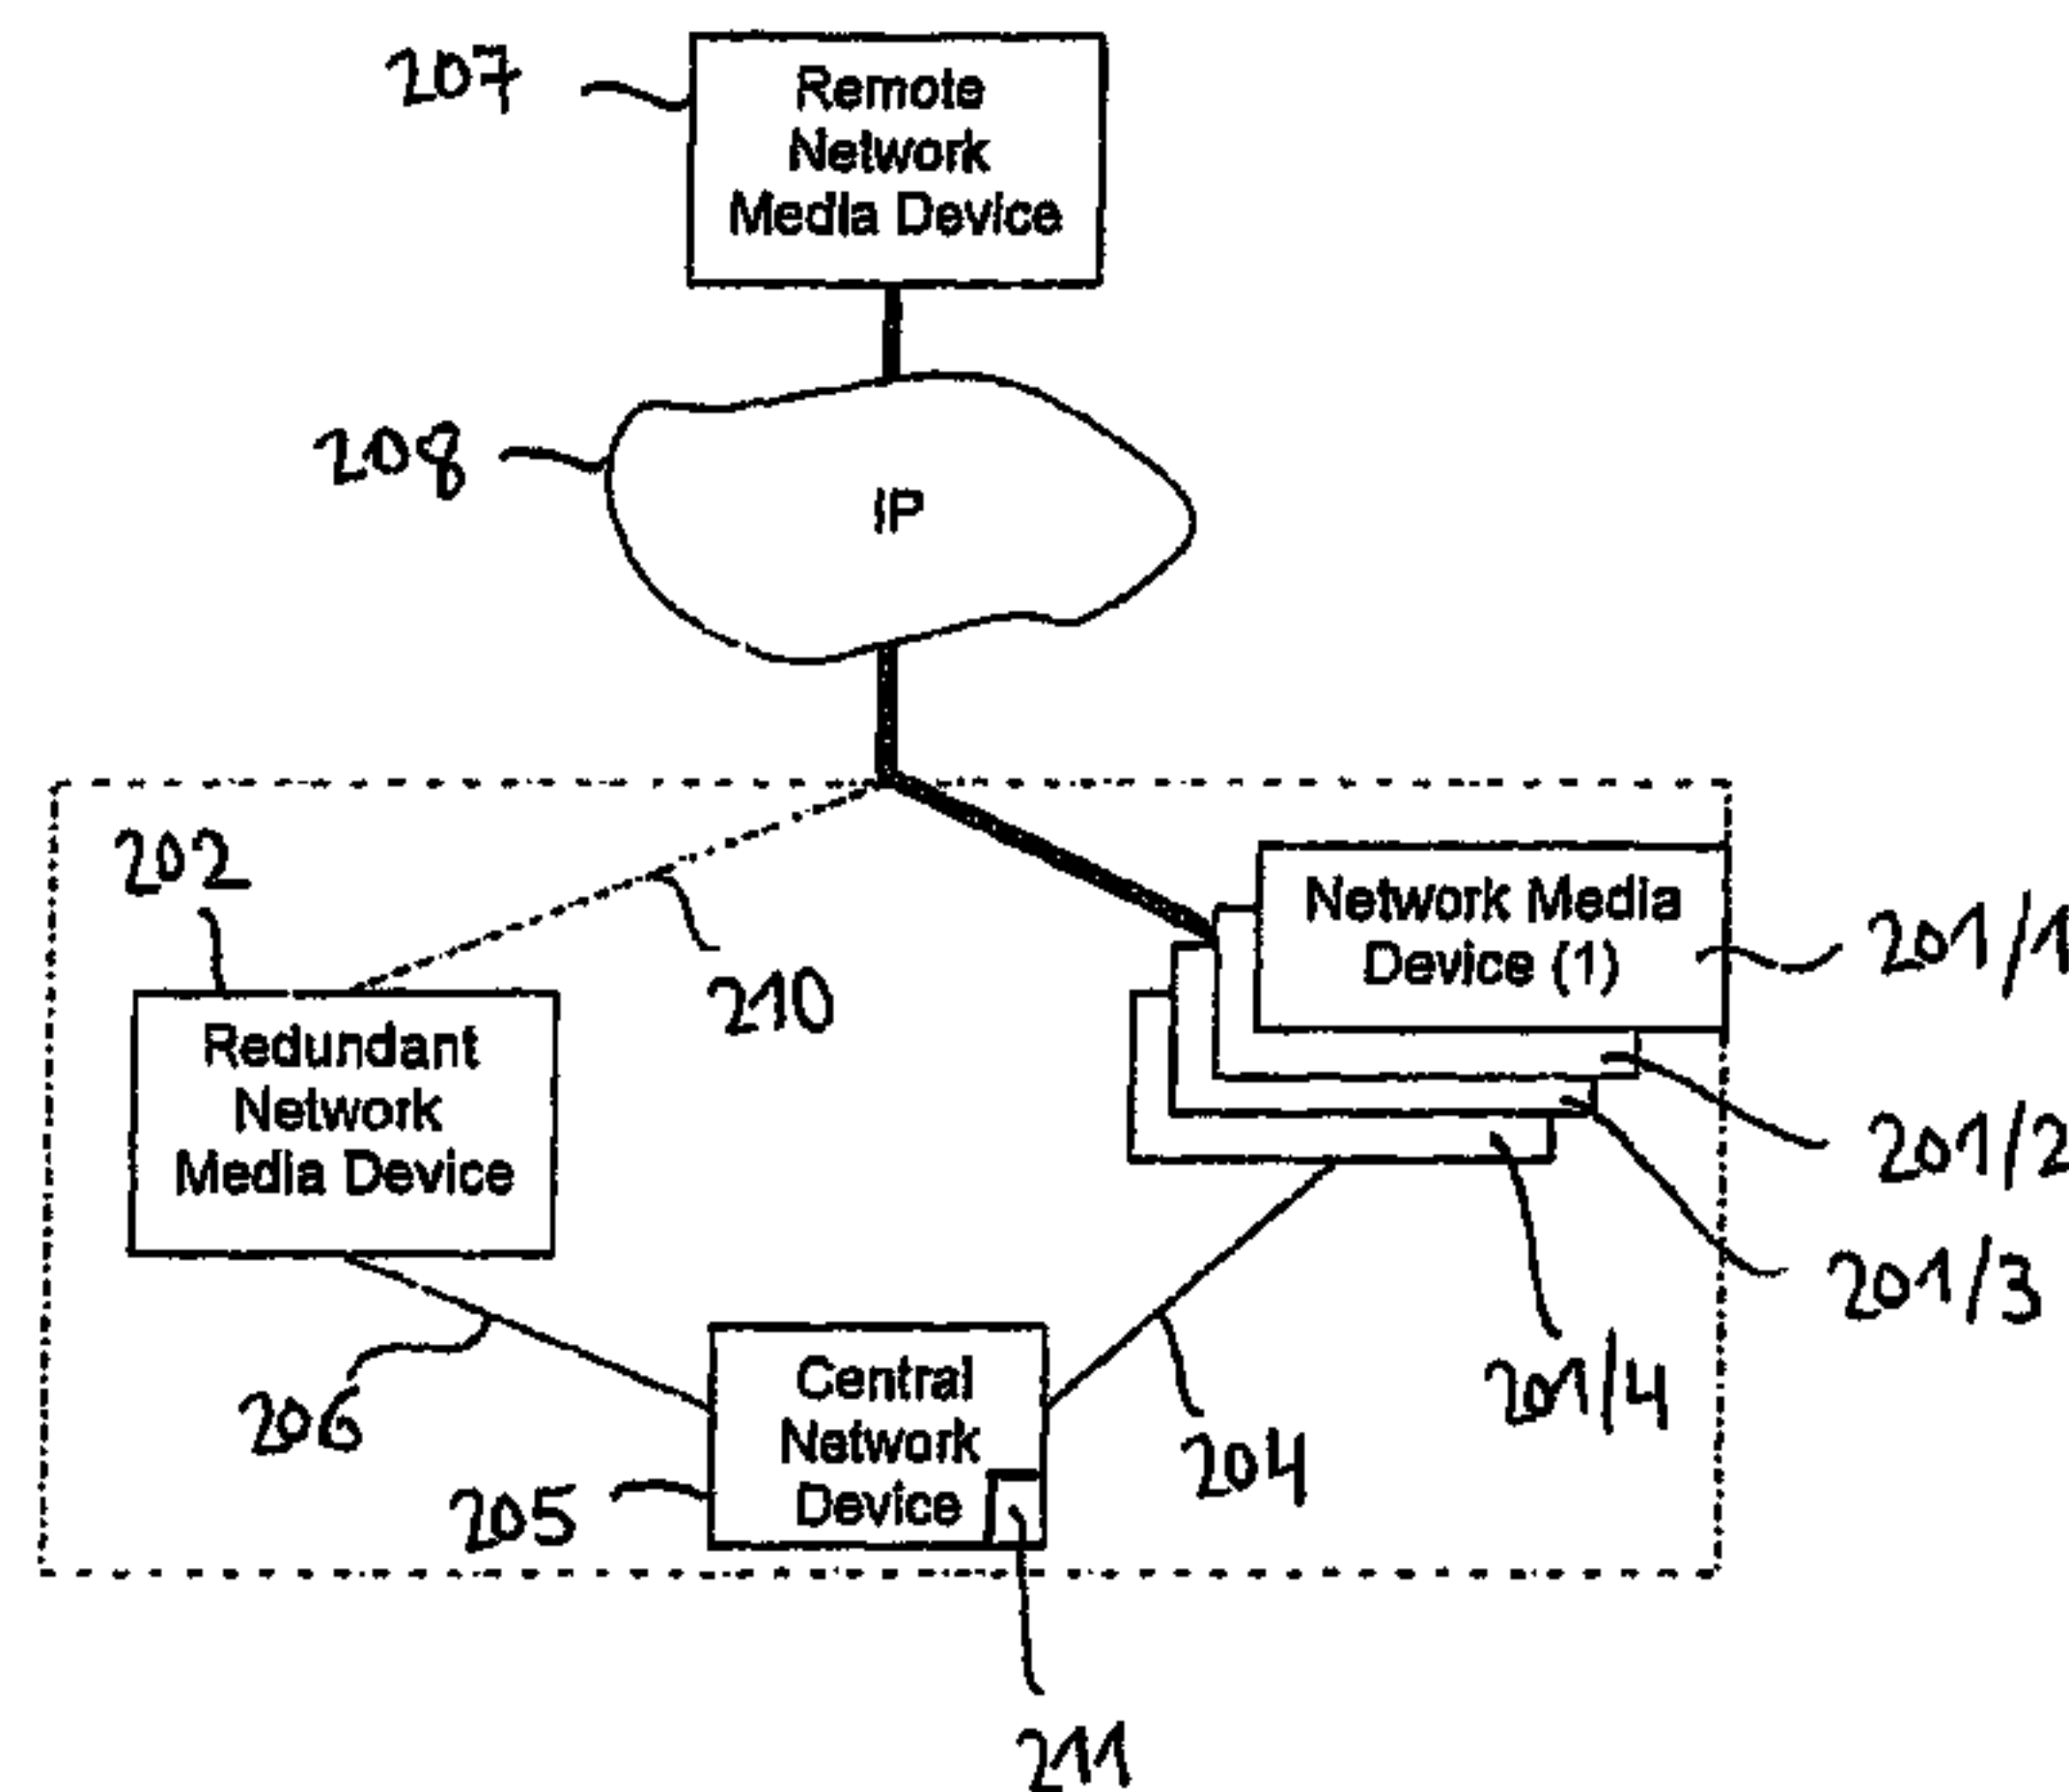 207
Remote
Network
Media Device
208
IP
202
210
Network Media
Device (1)
201/1
Redundant
Network
Media Device
201/2
201/3
201/4
206
Central
Network
Device
204
205
211